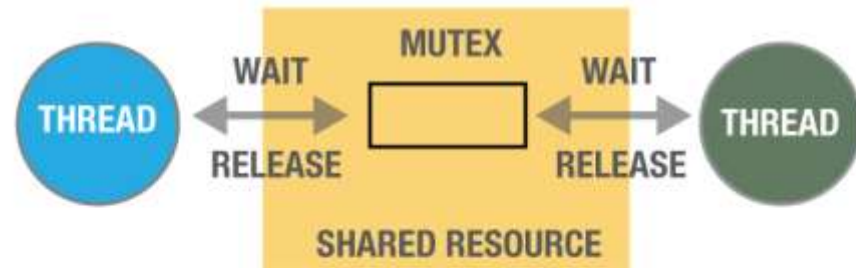 MUTEX
WAIT
WAIT
THREAD
THREAD
RELEASE
RELEASE
SHARED RESOURCE